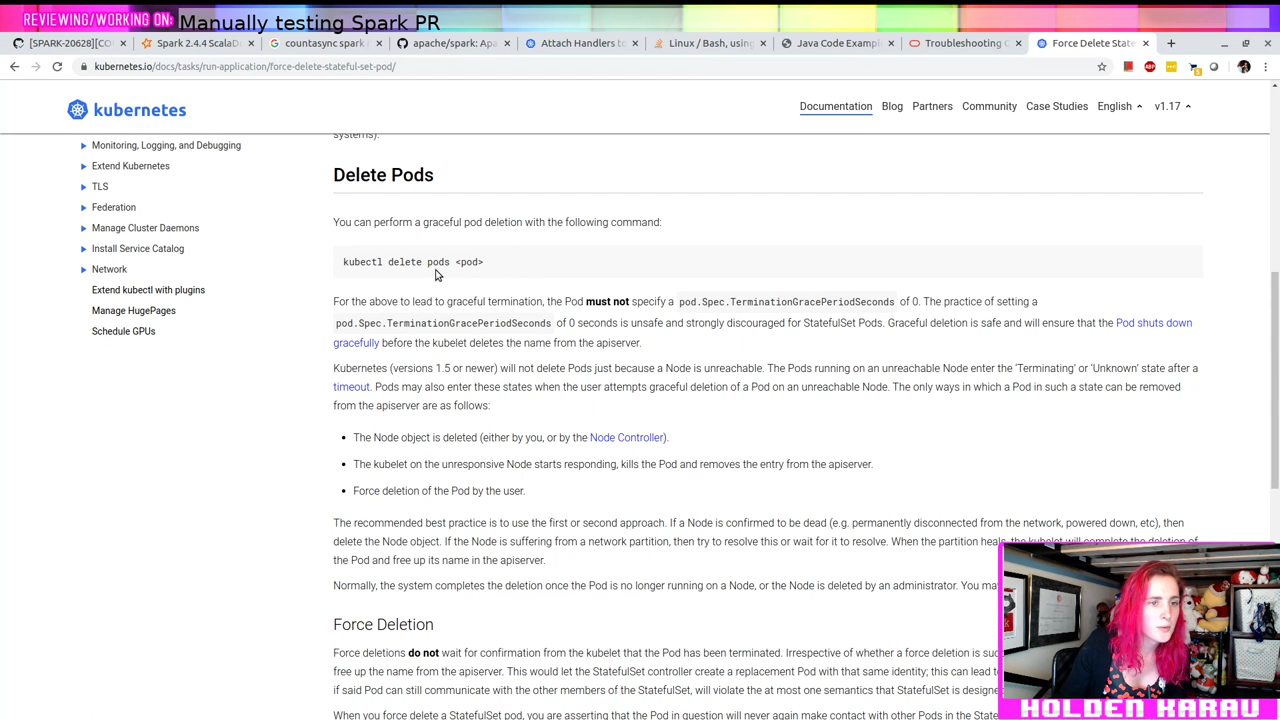 REVIEWING/WORKING ON: Manually testing Spark PR
[SPARK-20628][CO
Spark 2.4.4 ScalaD
countasync spark r
apache/spark: Apa
Attach Handlers to
Linux / Bash, using
Java Code Example
Troubleshooting C
Force Delete State
kubernetes.io/docs/tasks/run-application/force-delete-stateful-set-pod/
kubernetes
Documentation Blog Partners Community Case Studies English v1.17
Monitoring, Logging, and Debugging
Extend Kubernetes
TLS
Federation
Manage Cluster Daemons
Install Service Catalog
Network
Extend kubectl with plugins
Manage HugePages
Schedule GPUs
systems).
Delete Pods
You can perform a graceful pod deletion with the following command:
kubectl delete pods <pod>
For the above to lead to graceful termination, the Pod must not specify a pod.Spec.TerminationGracePeriodSeconds of 0. The practice of setting a
pod.Spec.TerminationGracePeriodSeconds of 0 seconds is unsafe and strongly discouraged for StatefulSet Pods. Graceful deletion is safe and will ensure that the Pod shuts down
gracefully before the kubelet deletes the name from the apiserver.
Kubernetes (versions 1.5 or newer) will not delete Pods just because a Node is unreachable. The Pods running on an unreachable Node enter the ‘Terminating’ or ‘Unknown’ state after a
timeout. Pods may also enter these states when the user attempts graceful deletion of a Pod on an unreachable Node. The only ways in which a Pod in such a state can be removed
from the apiserver are as follows:
• The Node object is deleted (either by you, or by the Node Controller).
• The kubelet on the unresponsive Node starts responding, kills the Pod and removes the entry from the apiserver.
• Force deletion of the Pod by the user.
The recommended best practice is to use the first or second approach. If a Node is confirmed to be dead (e.g. permanently disconnected from the network, powered down, etc), then
delete the Node object. If the Node is suffering from a network partition, then try to resolve this or wait for it to resolve. When the partition heals, the kubelet will complete the deletion of
the Pod and free up its name in the apiserver.
Normally, the system completes the deletion once the Pod is no longer running on a Node, or the Node is deleted by an administrator. You may
Force Deletion
Force deletions do not wait for confirmation from the kubelet that the Pod has been terminated. Irrespective of whether a force deletion is suc
free up the name from the apiserver. This would let the StatefulSet controller create a replacement Pod with that same identity; this can lead to
if said Pod can still communicate with the other members of the StatefulSet, will violate the at most one semantics that StatefulSet is designed
When you force delete a StatefulSet pod, you are asserting that the Pod in question will never again make contact with other Pods in the State
HOLDEN KARAU